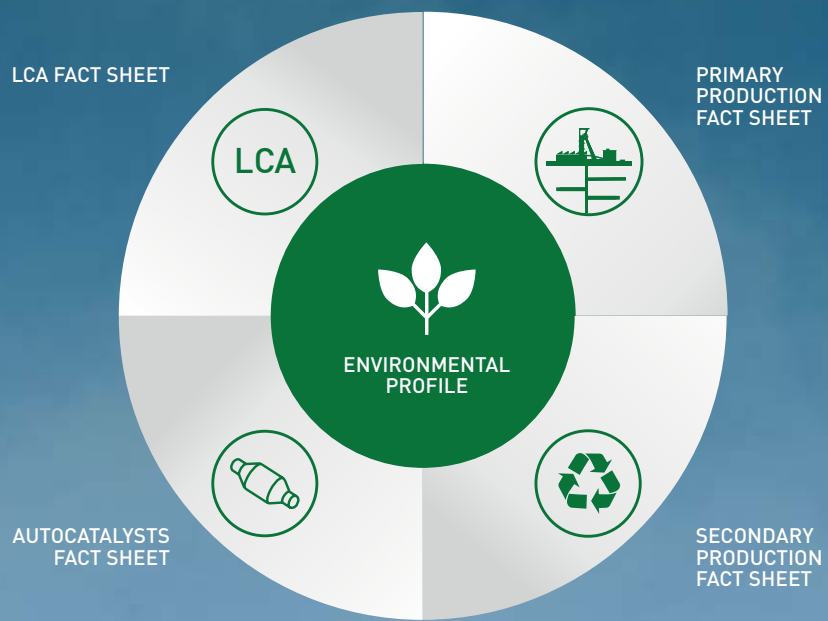 LCA FACT SHEET
PRIMARY
PRODUCTION
FACT SHEET
LCA
ENVIRONMENTAL
PROFILE
AUTOCATALYSTS
FACT SHEET
SECONDARY
PRODUCTION
FACT SHEET